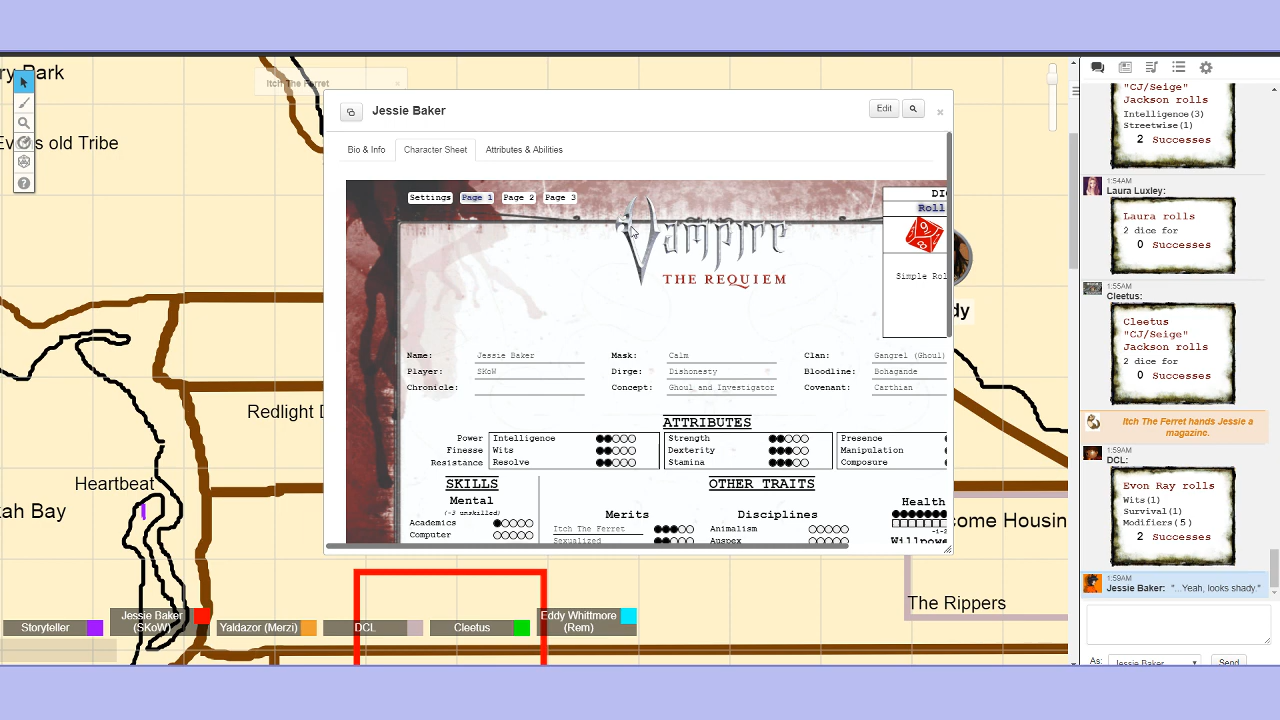 ry Park
Itch The Ferret
s old Tribe
Redlight D
Heartbeat
ah Bay
dy
come Housin
The Rippers
Jessie Baker
Edit
Bio & Info
Character Sheet
Attributes & Abilities
Settings
Page 1
Page 2
Page 3
Vampire
THE REQUIEM
Roll
Name: Jessie Baker
Mask: Calm
Clan: Gangrel (Ghoul)
Player: SKoW
Dirge: Dishonesty
Bloodline: Bohagande
Chronicle:
Concept: Ghoul and Investigator
Covenant: Carthian
ATTRIBUTES
Power Intelligence Strength Presence
Finesse Wits Dexterity Manipulation
Resistance Resolve Stamina Composure
SKILLS
OTHER TRAITS
Mental
(-3 unskilled)
Academics
Computer
Merits
Itch The Ferret
Sexualized
Disciplines
Animalism
Auspex
Health
Willpowe
Storyteller
Jessie Baker
(SKoW)
Yaldazor (Merzi)
DCL
Cleetus
Eddy Whittmore
(Rem)
"CJ/Seige"
Jackson rolls
Intelligence(3)
Streetwise(1)
2 Successes
1:54AM
Laura Luxley:
Laura rolls
2 dice for
0 Successes
1:55AM
Cleetus:
Cleetus
"CJ/Seige"
Jackson rolls
2 dice for
0 Successes
Itch The Ferret hands Jessie a
magazine.
1:59AM
DCL:
Evon Ray rolls
Wits(1)
Survival(1)
Modifiers(5)
2 Successes
1:59AM
Jessie Baker: "...Yeah, looks shady."
As:
Jessie Baker
Send